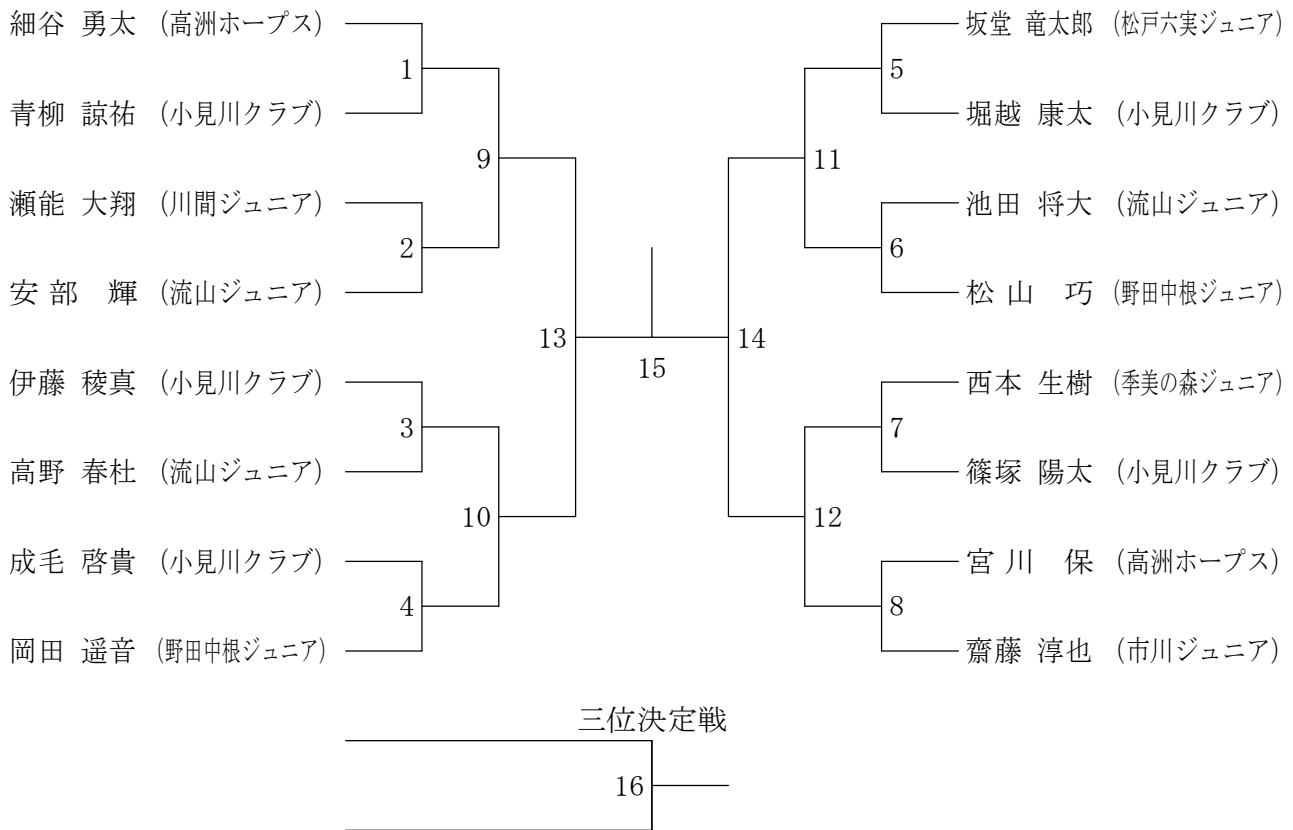 細谷 勇太 (高洲ホープス)
1
青柳 諒祐 (小見川クラブ)
9
瀬能 大翔 (川間ジュニア)
2
安部 輝 (流山ジュニア)
13
伊藤 稜真 (小見川クラブ)
3
高野 春杜 (流山ジュニア)
10
成毛 啓貴 (小見川クラブ)
4
岡田 遥音 (野田中根ジュニア)
15
坂堂 竜太郎 (松戸六実ジュニア)
5
堀越 康太 (小見川クラブ)
11
池田 将大 (流山ジュニア)
6
松山 巧 (野田中根ジュニア)
14
西本 生樹 (季美の森ジュニア)
7
篠塚 陽太 (小見川クラブ)
12
宮川 保 (高洲ホープス)
8
齋藤 淳也 (市川ジュニア)
三位決定戦
16